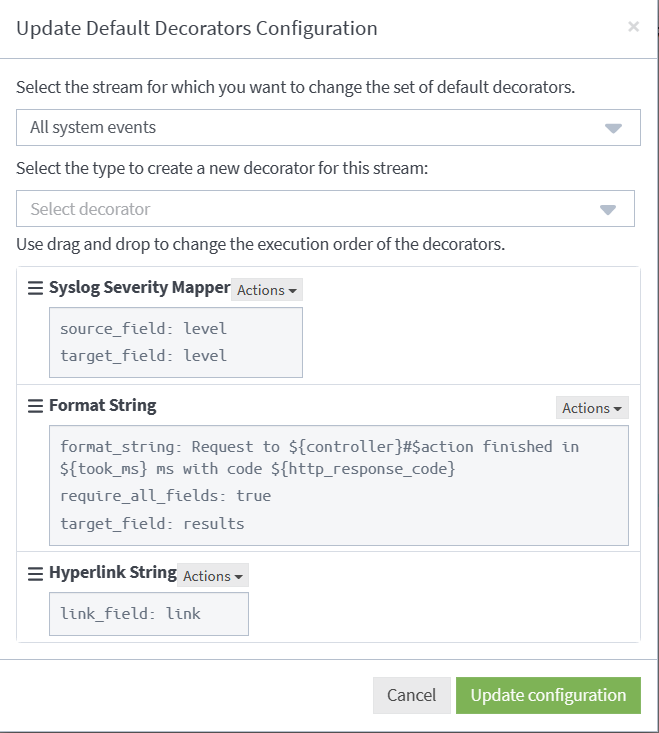 Update Default Decorators Configuration
×
Select the stream for which you want to change the set of default decorators.
All system events
Select the type to create a new decorator for this stream:
Select decorator
Use drag and drop to change the execution order of the decorators.
Syslog Severity Mapper Actions
source_field: level
target_field: level
Format String Actions
format_string: Request to ${controller}#$action finished in
${took_ms} ms with code ${http_response_code}
require_all_fields: true
target_field: results
Hyperlink String Actions
link_field: link
Cancel Update configuration